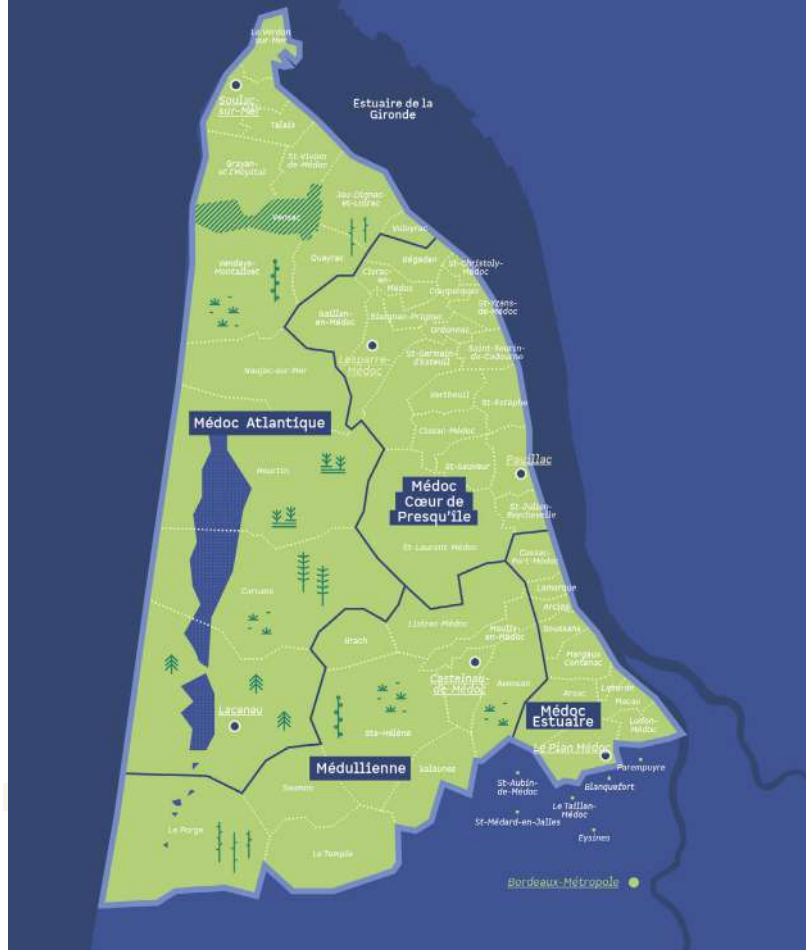 Le Verdon
sur-Mer
Soulac
sur-Mer
Estuaire de la
Gironde
Talais
St-Vivien
de-Médoc
Grayan-
et l'Hôpital
Jau-Dignac
et-Loirac
Vensac
Valeyrac
Queyrac
Vendays-
Montalivet
Bégadan
St-Christoly-
Médoc
Civrac-
en-
Médoc
Couquèques
St-Yzans-
de-Médoc
Gaillan-
en-Médoc
Blaignan-Prignac
Ordonnac
Lesparre-
Médoc
St-Germain-
d'Esteuil
Saint-Seurin-
de-Cadourne
Naujac-sur-Mer
Vertheuil
St-Estèphe
Médoc Atlantique
Cissac-Médoc
Hourtin
St-Sauveur
Pauillac
Médoc
Cœur de
Presqu'île
St-Julien-
Beychevelle
St-Laurent-Médoc
Cussac-
Fort-Médoc
Carcans
Lamarque
Arcins
Listrac-Médoc
Moulis-
en-Médoc
Soussans
Brach
Margaux
Cantenac
Castelnau-
de-Médoc
Avensan
Arsac
Labarde
Macau
Lacanau
Médoc
Estuaire
Ludon-
Médoc
Ste-Hélène
Le Pian Médoc
Médullienne
Salaunes
Parempuyre
St-Aubin-
de-Médoc
Blanquefort
Saumos
Le Taillan-
Médoc
St-Médard-en-Jalles
Le Porge
Eysines
Le Temple
Bordeaux-Métropole